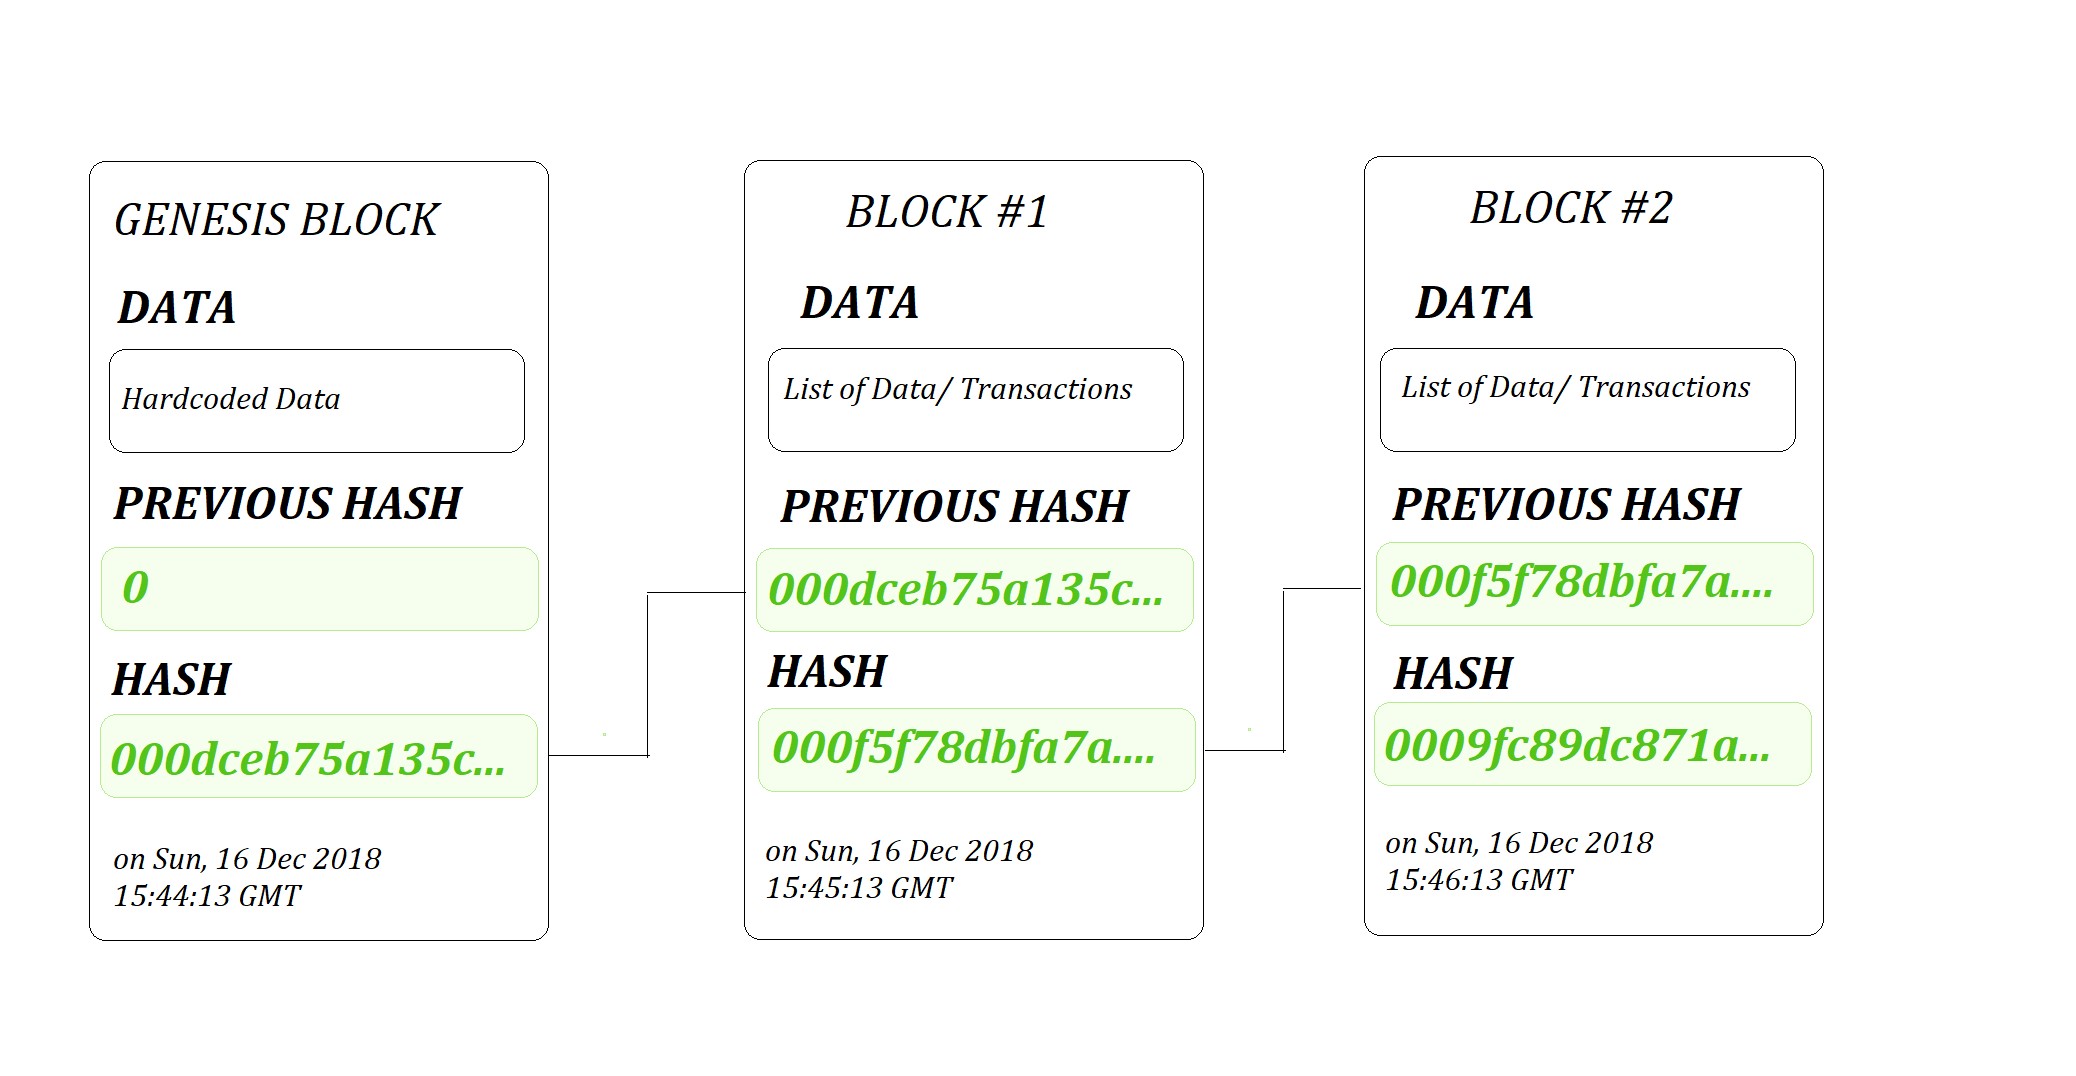 GENESIS BLOCK
DATA
Hardcoded Data
PREVIOUS HASH
0
HASH
000dceb75a135c...
on Sun, 16 Dec 2018
15:44:13 GMT
BLOCK #1
DATA
List of Data/ Transactions
PREVIOUS HASH
000dceb75a135c...
HASH
000f5f78dbfa7a....
on Sun, 16 Dec 2018
15:45:13 GMT
BLOCK #2
DATA
List of Data/ Transactions
PREVIOUS HASH
000f5f78dbfa7a....
HASH
0009fc89dc871a...
on Sun, 16 Dec 2018
15:46:13 GMT